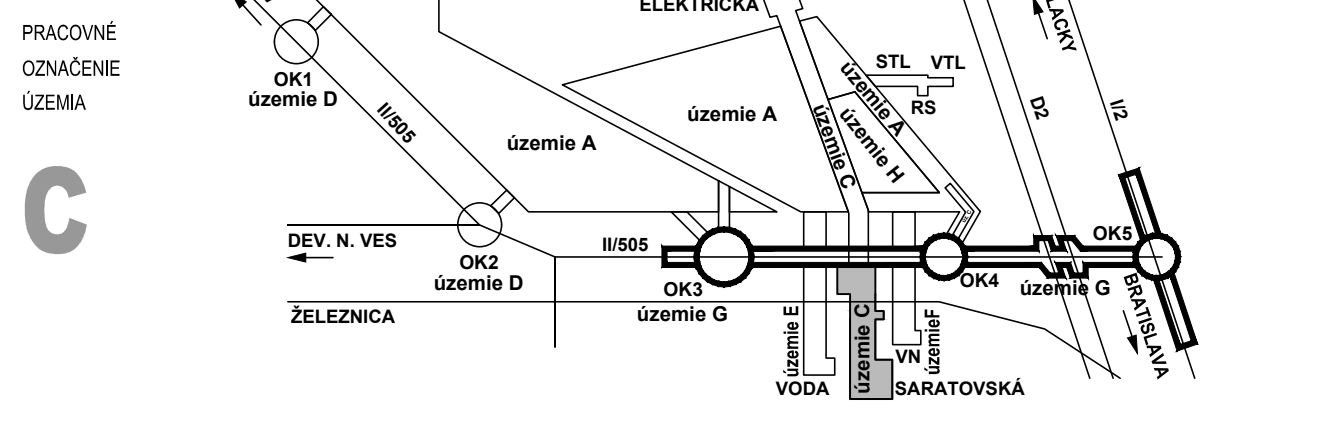 PRACOVNÉ
OZNAČENIE
ÚZEMIA
C
OK1
územie D
II/505
DEV. N. VES
OK2
územie D
ŽELEZNICA
územie A
územie A
ELEKTRIČKA
územie C
územie H
územie A
STL VTL
RS
D2
I/2
II/505
OK3
územie G
OK4
územie G
OK5
BRATISLAVA
územie E
VODA
územie C
SARATOVSKÁ
VN
územieF